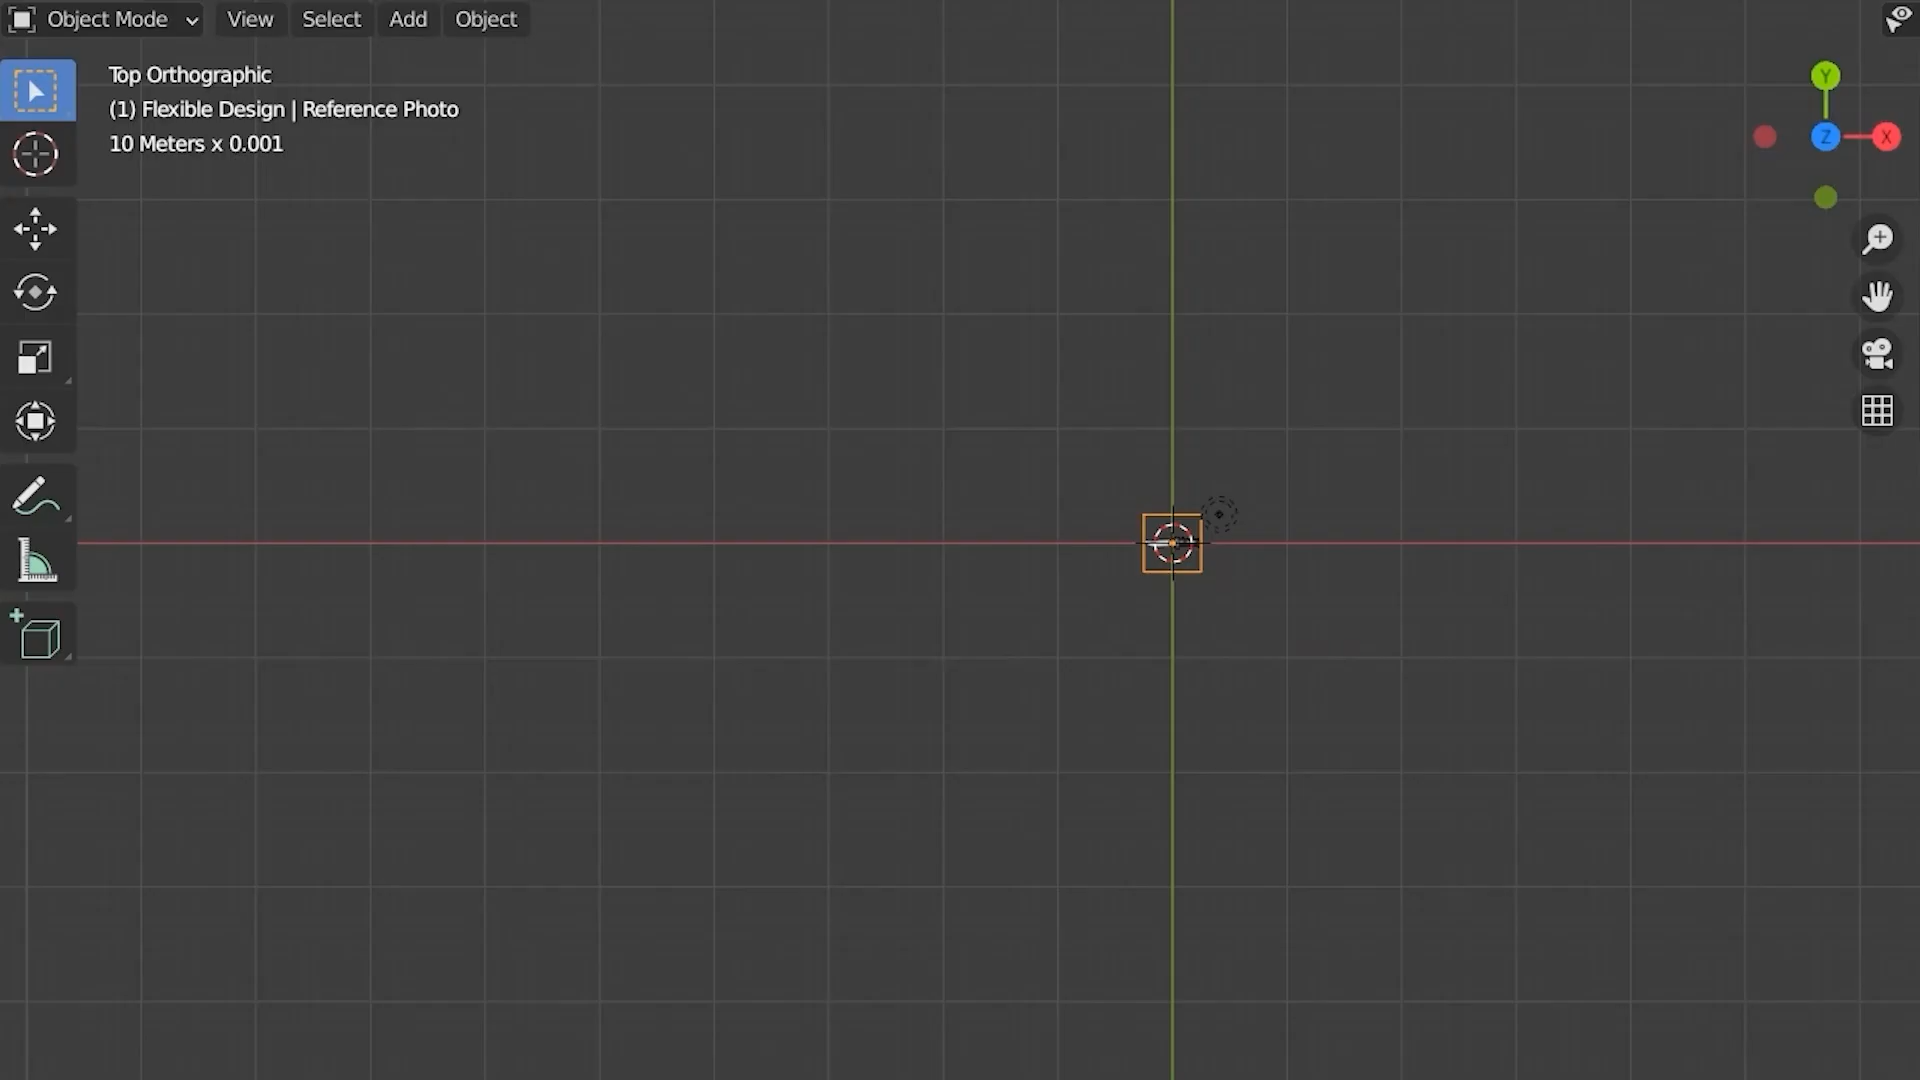 Object Mode View Select Add Object
Top Orthographic
(1) Flexible Design | Reference Photo
10 Meters x 0.001
Y
Z X